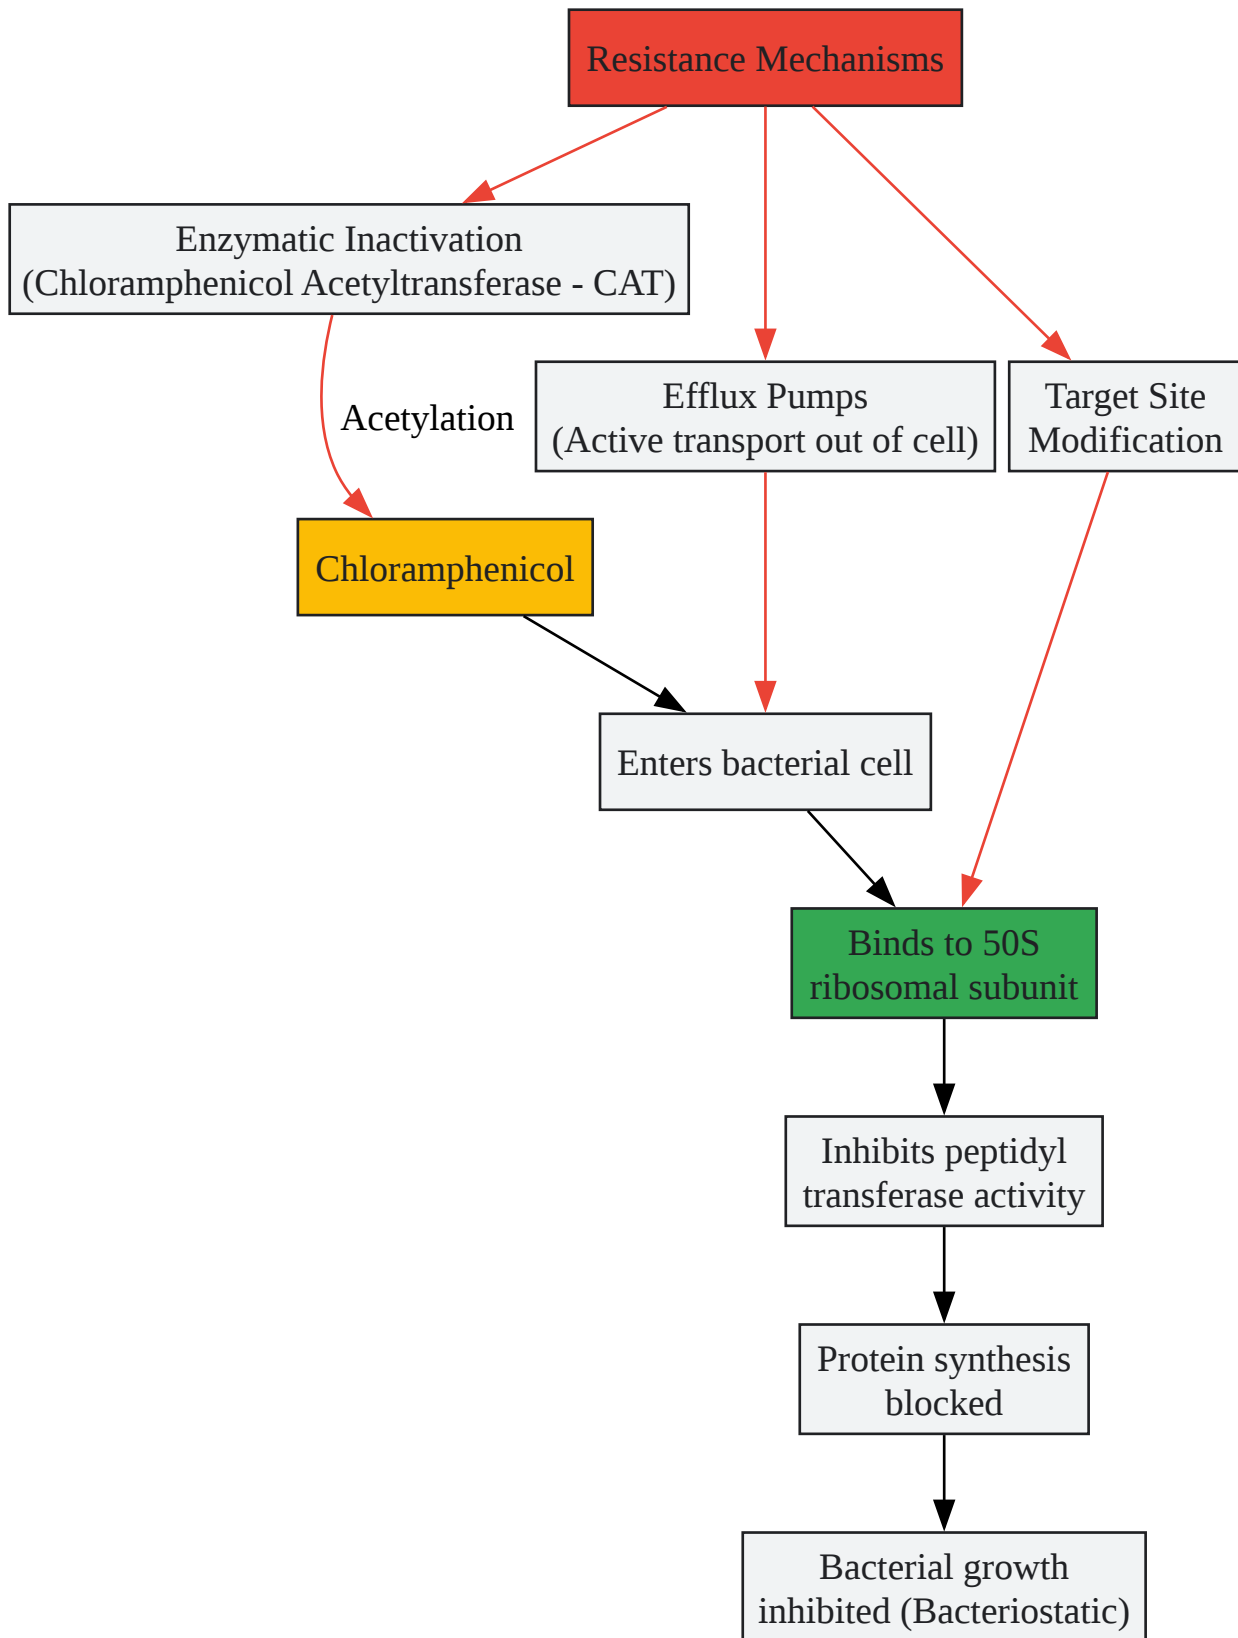 Resistance Mechanisms
Enzymatic Inactivation
(Chloramphenicol Acetyltransferase - CAT)
Efflux Pumps
(Active transport out of cell)
Target Site
Modification
Acetylation
Chloramphenicol
Enters bacterial cell
Binds to 50S
ribosomal subunit
Inhibits peptidyl
transferase activity
Protein synthesis
blocked
Bacterial growth
inhibited (Bacteriostatic)